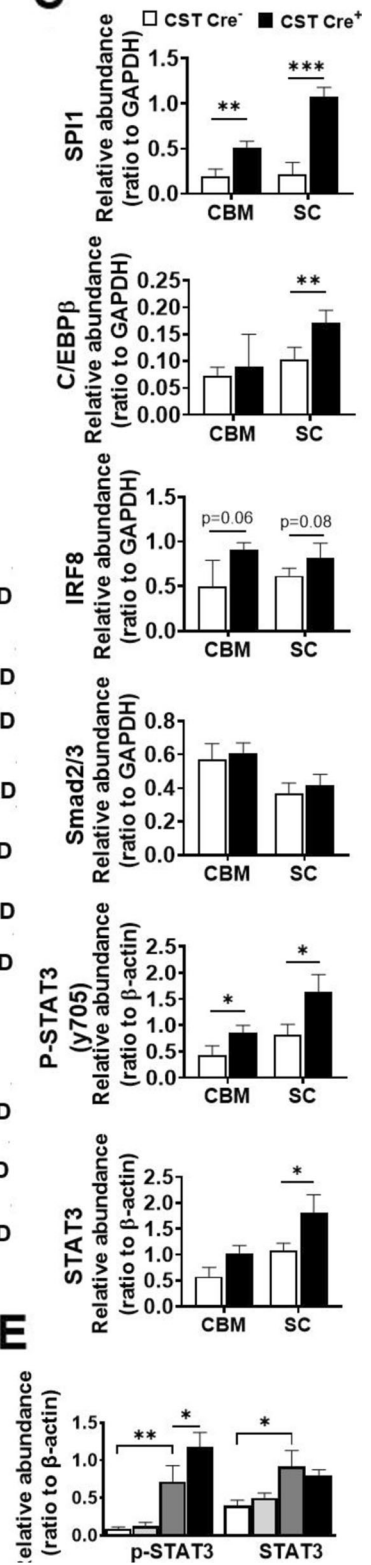 CST Cre- CST Cre+
SPI1
Relative abundance
(ratio to GAPDH)
1.5
1.0
0.5
0.0
**
***
CBM SC
C/EBPβ
Relative abundance
(ratio to GAPDH)
0.25
0.20
0.15
0.10
0.05
0.00
**
CBM SC
IRF8
Relative abundance
(ratio to GAPDH)
1.5
1.0
0.5
0.0
p=0.06 p=0.08
CBM SC
Smad2/3
Relative abundance
(ratio to GAPDH)
0.8
0.6
0.4
0.2
0.0
CBM SC
P-STAT3
(y705)
Relative abundance
(ratio to β-actin)
2.5
2.0
1.5
1.0
0.5
0.0
*
*
CBM SC
STAT3
Relative abundance
(ratio to β-actin)
2.5
2.0
1.5
1.0
0.5
0.0
*
CBM SC
D
D
D
D
D
D
D
D
D
D
E
Relative abundance
(ratio to β-actin)
1.5
1.0
0.5
0.0
**
*
*
p-STAT3 STAT3